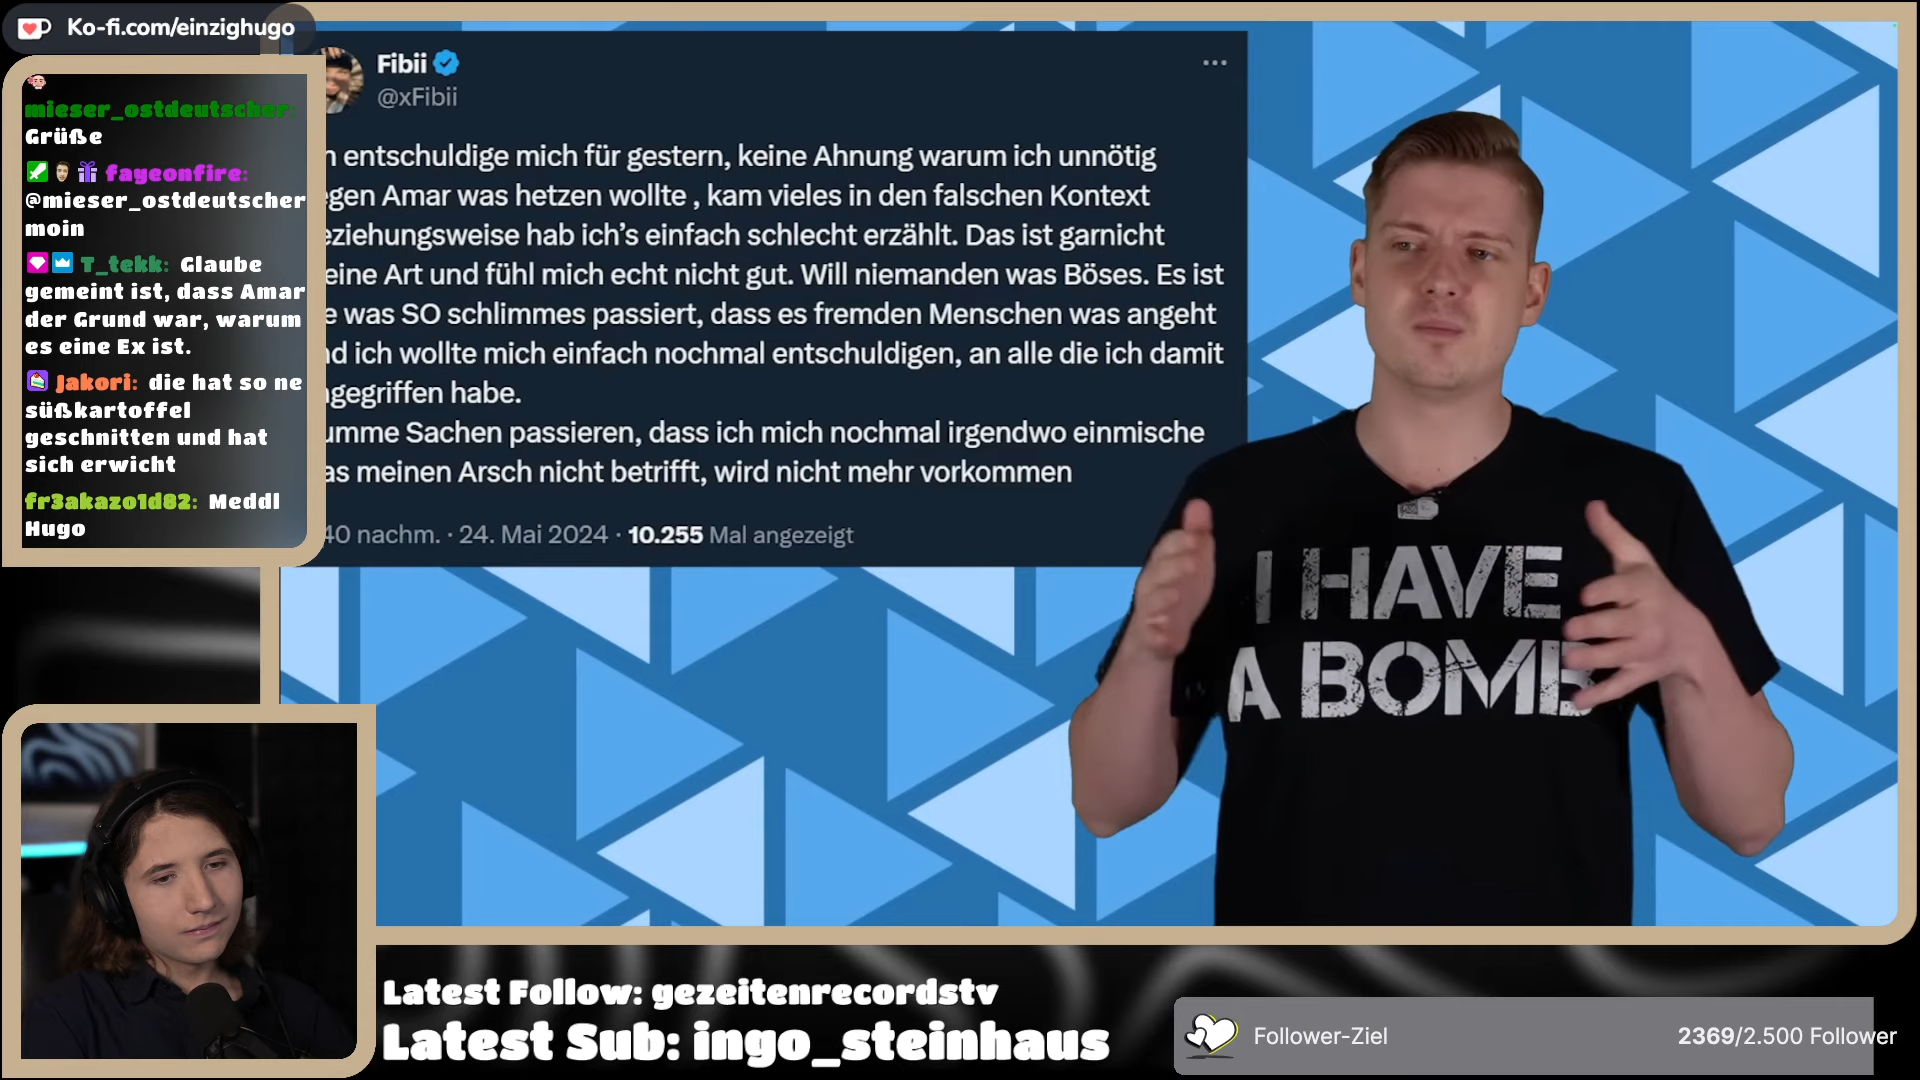 Ko-fi.com/einzighugo
mieser_ostdeutscher:
Grüße
fayeonfire:
@mieser_ostdeutscher
moin
T_tekk: Glaube
gemeint ist, dass Amar
der Grund war, warum
es eine Ex ist.
Jakori: die hat so ne
süßkartoffel
geschnitten und hat
sich erwicht
fr3akazo1d82: Meddl
Hugo
Fibii
@xFibii
entschuldige mich für gestern, keine Ahnung warum ich unnötig
Amar was hetzen wollte , kam vieles in den falschen Kontext
hab ich's einfach schlecht erzählt. Das ist garnicht
Art und fühl mich echt nicht gut. Will niemanden was Böses. Es ist
was SO schlimmes passiert, dass es fremden Menschen was angeht
ich wollte mich einfach nochmal entschuldigen, an alle die ich damit
habe.
Sachen passieren, dass ich mich nochmal irgendwo einmische
meinen Arsch nicht betrifft, wird nicht mehr vorkommen
40 nachm. · 24. Mai 2024 · 10.255 Mal angezeigt
I HAVE
A BOMB
Latest Follow: gezeitenrecordstv
Latest Sub: ingo_steinhaus
Follower-Ziel
2369/2.500 Follower